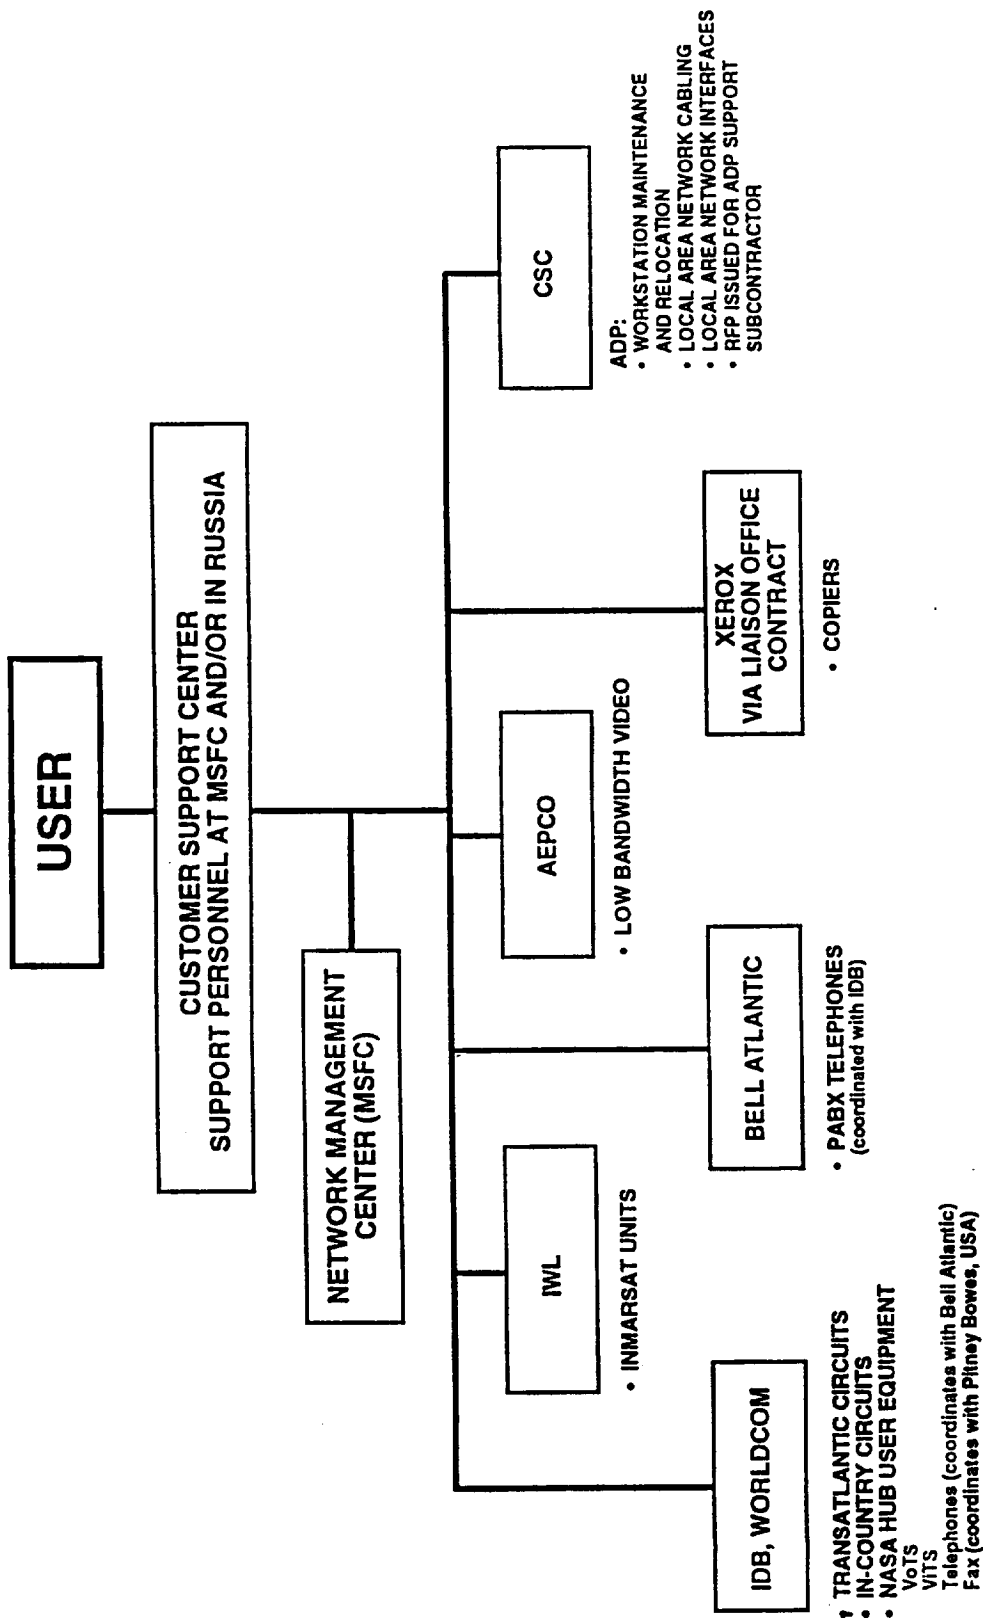 USER
CUSTOMER SUPPORT CENTER
SUPPORT PERSONNEL AT MSFC AND/OR IN RUSSIA
NETWORK MANAGEMENT
CENTER (MSFC)
IDB, WORLDCOM
• TRANSATLANTIC CIRCUITS
• IN-COUNTRY CIRCUITS
• NASA HUB USER EQUIPMENT
VoTS
ViTS
Telephones (coordinates with Bell Atlantic)
Fax (coordinates with Pitney Bowes, USA)
IWL
• INMARSAT UNITS
BELL ATLANTIC
• PABX TELEPHONES
(coordinated with IDB)
AEPCO
• LOW BANDWIDTH VIDEO
XEROX
VIA LIAISON OFFICE
CONTRACT
• COPIERS
CSC
ADP:
• WORKSTATION MAINTENANCE
AND RELOCATION
• LOCAL AREA NETWORK CABLING
• LOCAL AREA NETWORK INTERFACES
• RFP ISSUED FOR ADP SUPPORT
SUBCONTRACTOR